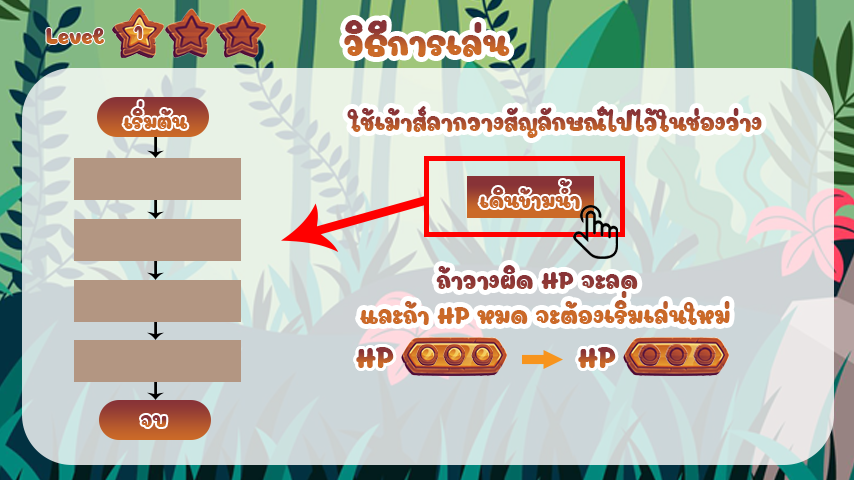 Level 1
วิธีการเล่น
เริ่มต้น
ใช้เม้าส์ลากวางสัญลักษณ์ไปไว้ในช่องว่าง
เดินข้ามน้ำ
ถ้าวางผิด HP จะลด
และถ้า HP หมด จะต้องเริ่มเล่นใหม่
HP HP
จบ